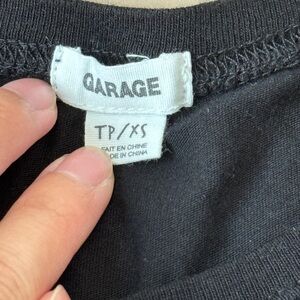 GARAGE
TP/XS
FAIT EN CHINE
MADE IN CHINA